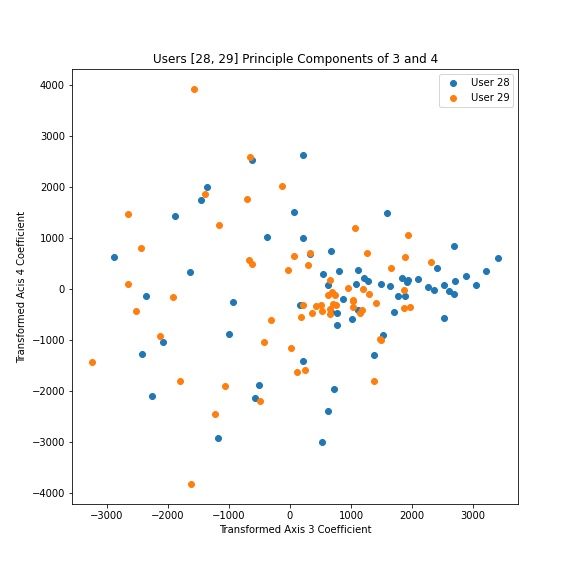 Users [28, 29] Principle Components of 3 and 4
User 28
User 29
Transformed Acis 4 Coefficient
4000
3000
2000
1000
0
−1000
−2000
−3000
−4000
−3000 −2000 −1000 0 1000 2000 3000
Transformed Axis 3 Coefficient